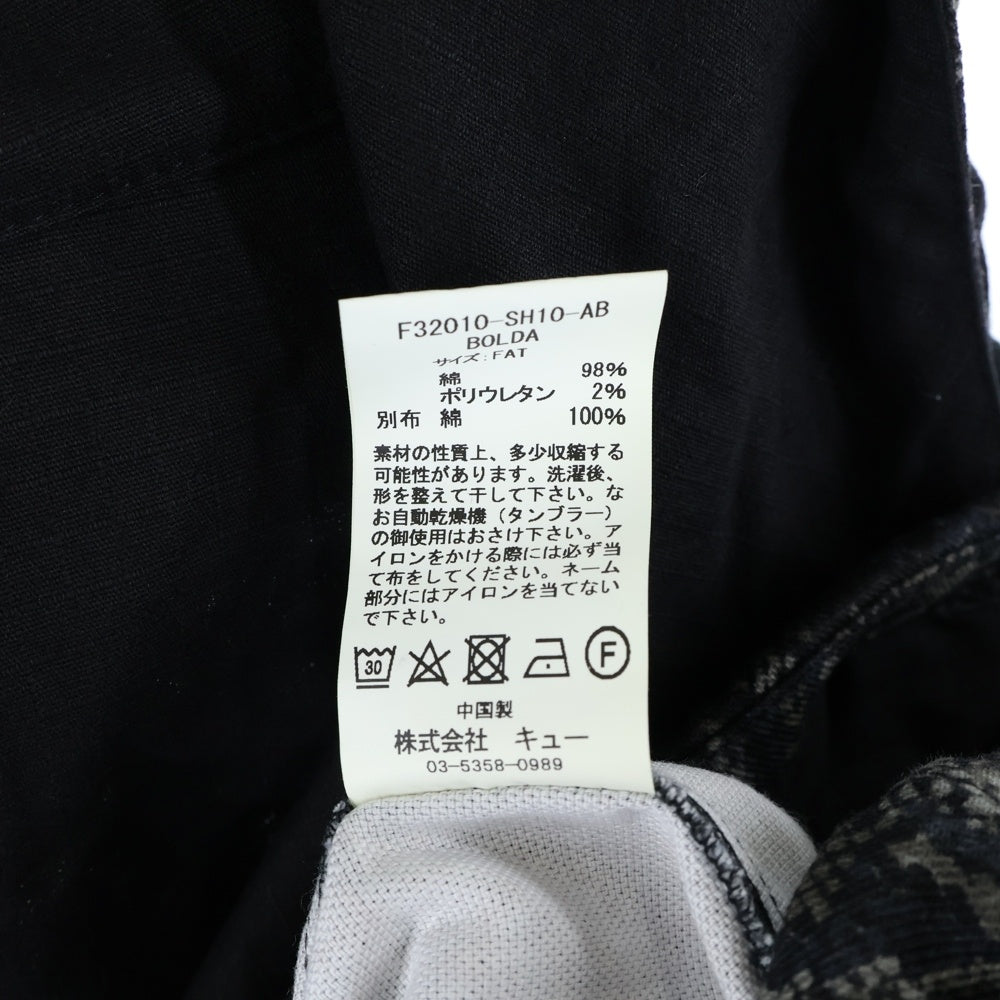 F32010-SH10-AB
BOLDA
サイズ:FAT
綿 98%
ポリウレタン 2%
別布 綿 100%
素材の性質上、多少収縮する
可能性があります。洗濯後、
形を整えて干して下さい。な
お自動乾燥機(タンブラー)
の御使用はおさけ下さい。ア
イロンをかける際には必ず当
て布をしてください。ネーム
部分にはアイロンを当てない
で下さい。
30 F
中国製
株式会社 キュー
03-5358-0989